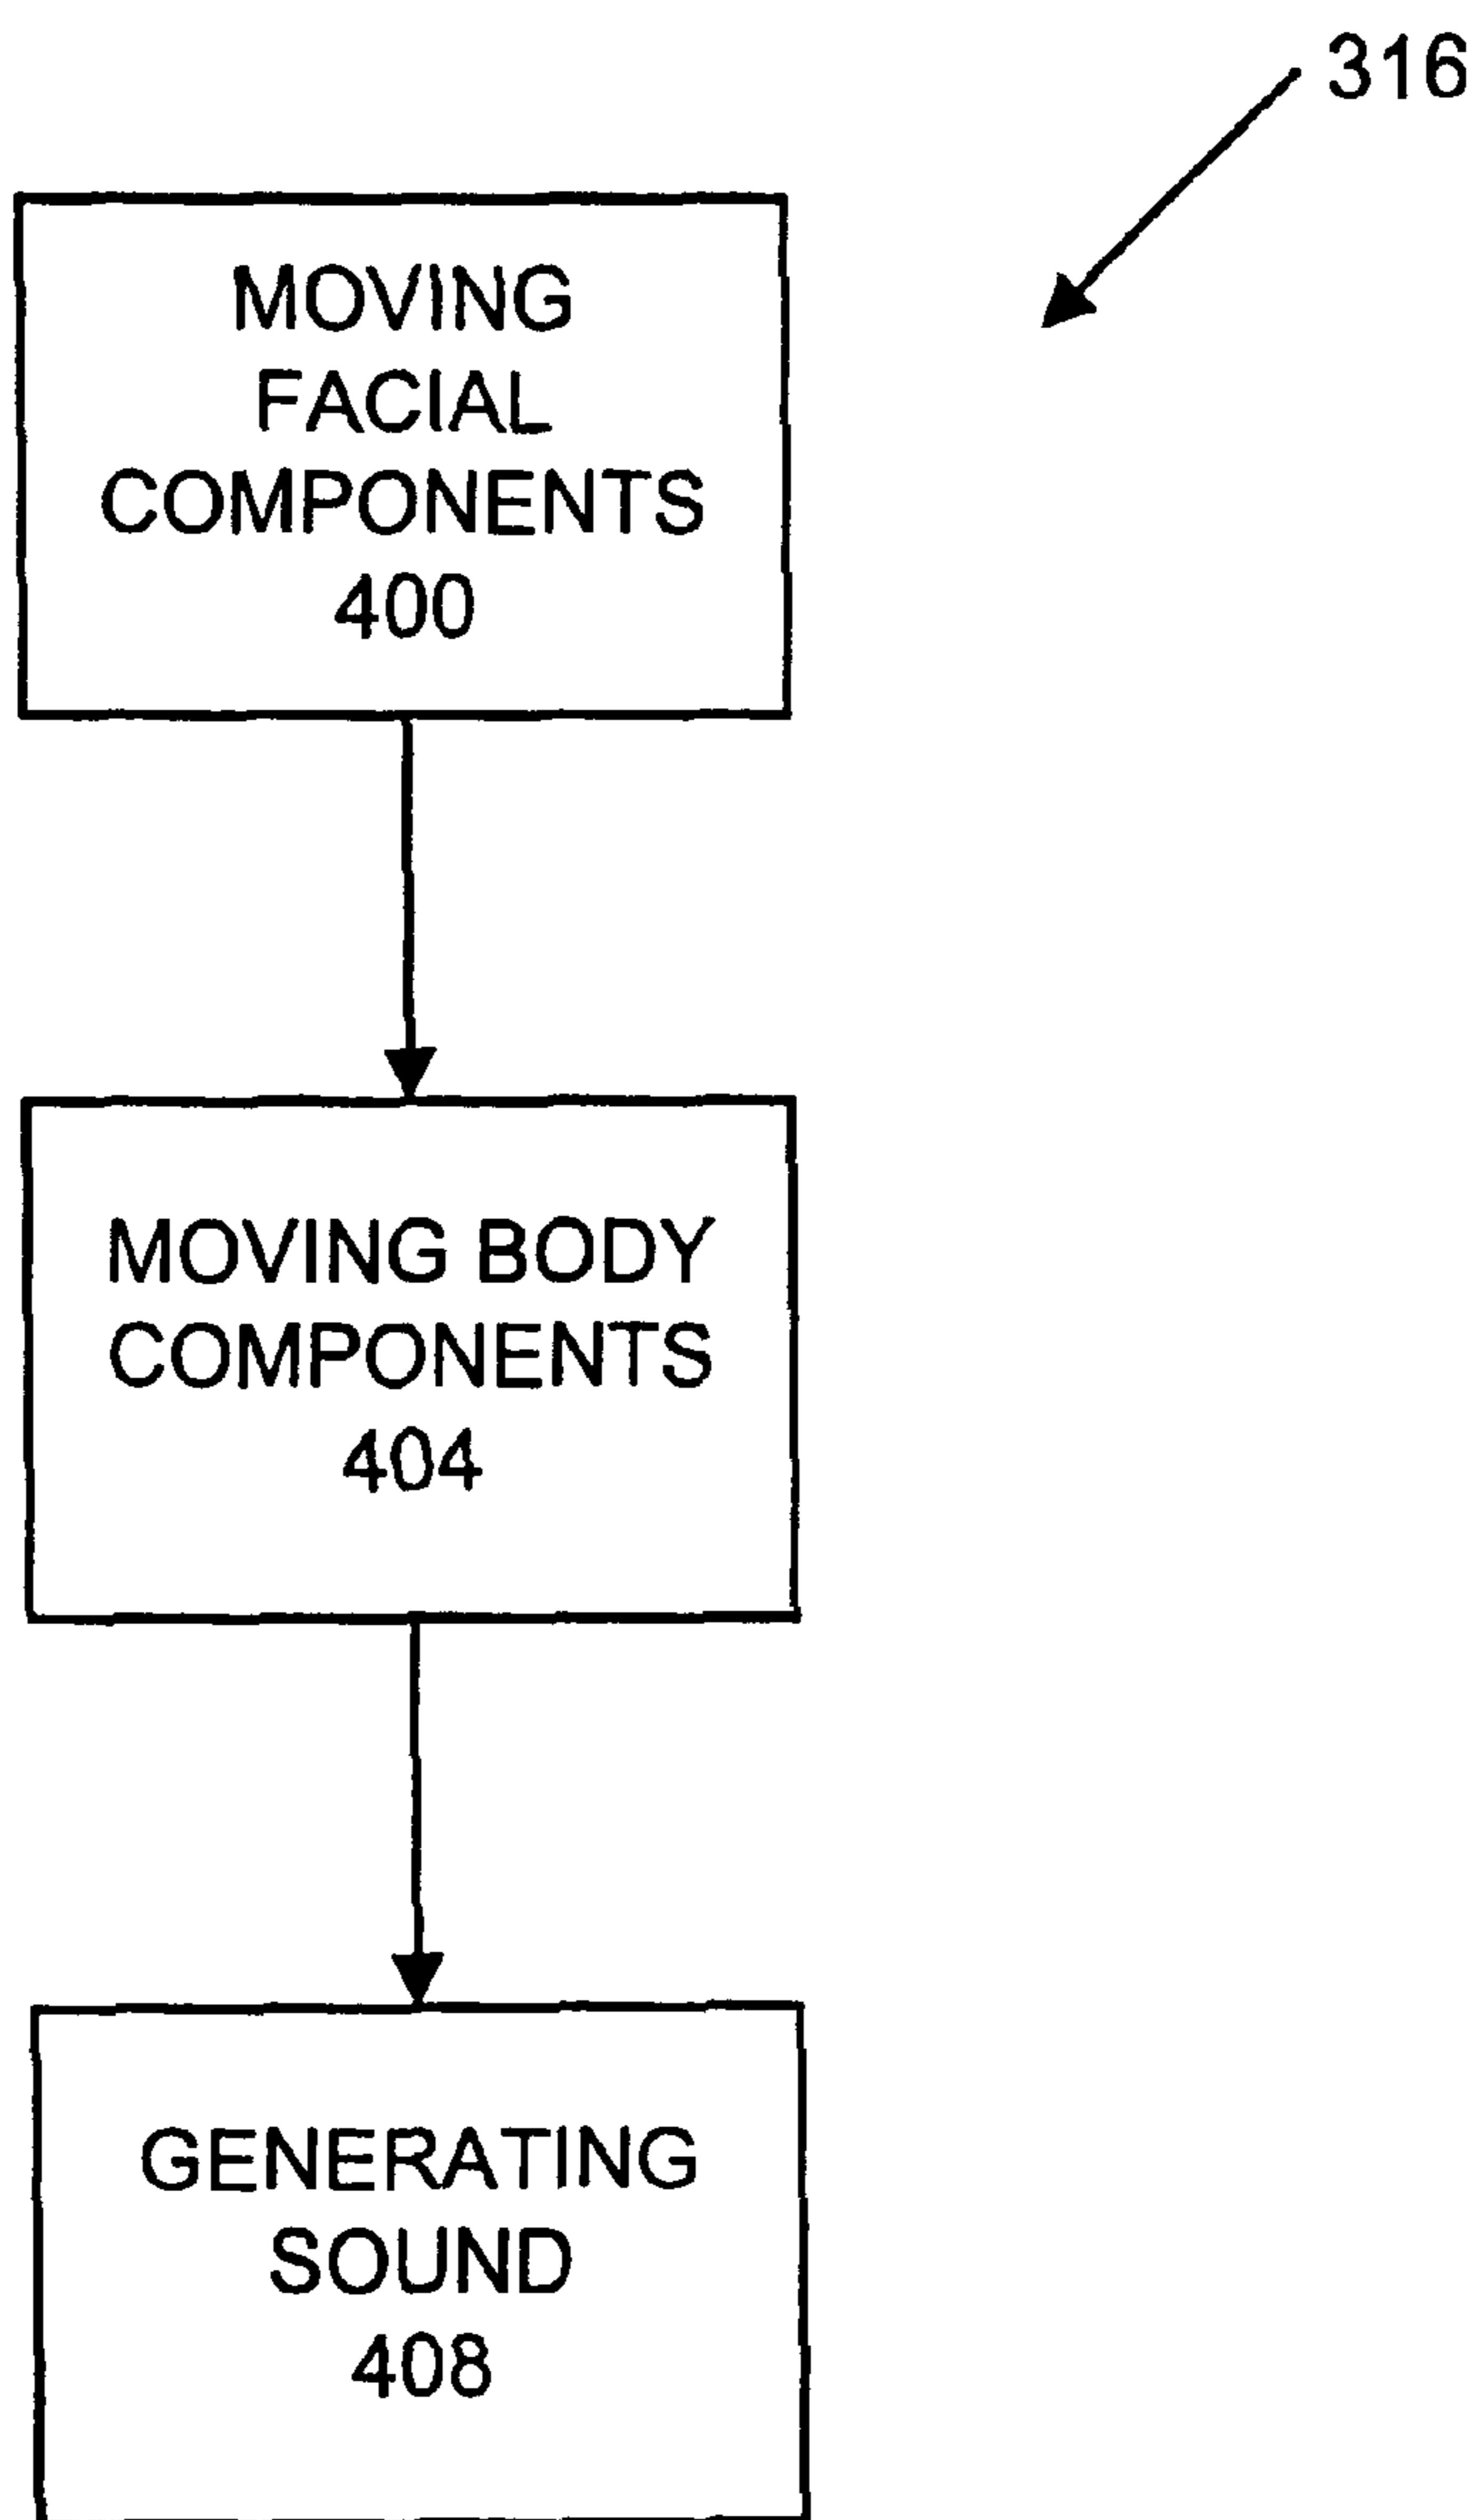 316
MOVING
FACIAL
COMPONENTS
400
MOVING BODY
COMPONENTS
404
GENERATING
SOUND
408